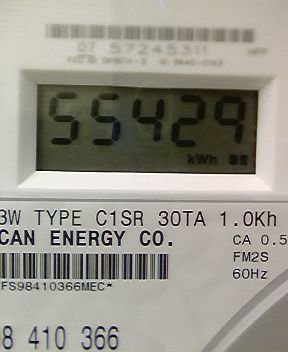 07 57245311
55429
kWh
3W TYPE C1SR 30TA 1.0Kh
CAN ENERGY CO.
CA 0.5
FM2S
60Hz
FS98410366MEC*
8 410 366